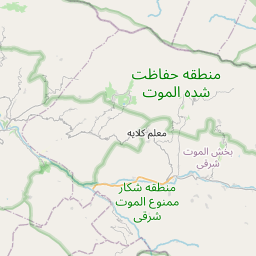 منطقه حفاظت
شده الموت
معلم کلایه
بخش الموت
شرقی
منطقه شکار
ممنوع الموت
شرقی